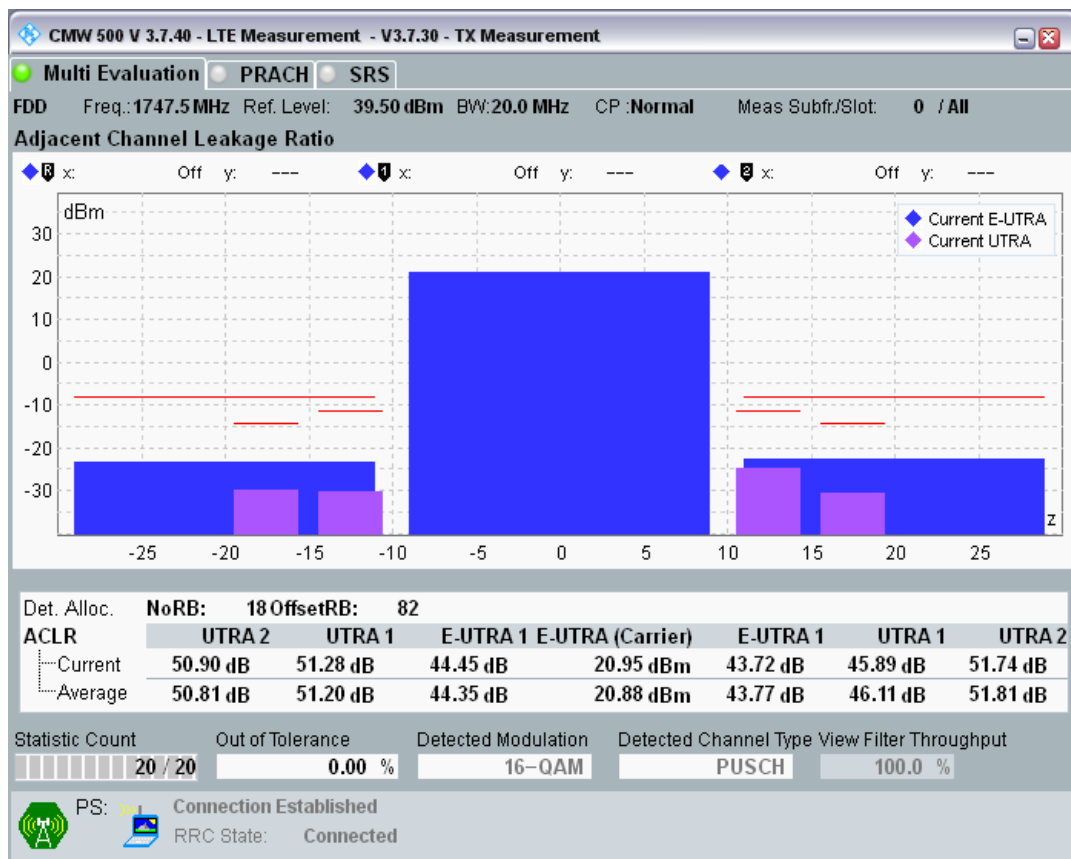 CMW 500 V 3.7.40 - LTE Measurement - V3.7.30 - TX Measurement
Multi Evaluation PRACH SRS
FDD Freq.:1747.5 MHz Ref. Level: 39.50 dBm BW:20.0 MHz CP :Normal Meas Subfr./Slot: 0 / All
Adjacent Channel Leakage Ratio
R x: Off y: --- 1 x: Off y: --- 2 x: Off y: ---
dBm
Current E-UTRA
Current UTRA
30
20
10
0
-10
-20
-30
z
-25 -20 -15 -10 -5 0 5 10 15 20 25
Det. Alloc. NoRB: 18 OffsetRB: 82
ACLR UTRA 2 UTRA 1 E-UTRA 1 E-UTRA (Carrier) E-UTRA 1 UTRA 1 UTRA 2
Current 50.90 dB 51.28 dB 44.45 dB 20.95 dBm 43.72 dB 45.89 dB 51.74 dB
Average 50.81 dB 51.20 dB 44.35 dB 20.88 dBm 43.77 dB 46.11 dB 51.81 dB
Statistic Count Out of Tolerance Detected Modulation Detected Channel Type View Filter Throughput
20 / 20 0.00 % 16-QAM PUSCH 100.0 %
PS: Connection Established
RRC State: Connected